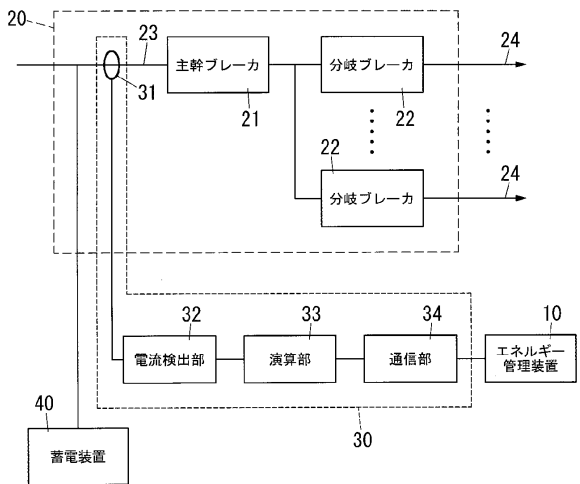 20
23
24
31
主幹ブレーカ
21
分岐ブレーカ
22
22
分岐ブレーカ
24
32
33
34
10
電流検出部
演算部
通信部
エネルギー
管理装置
40
30
蓄電装置